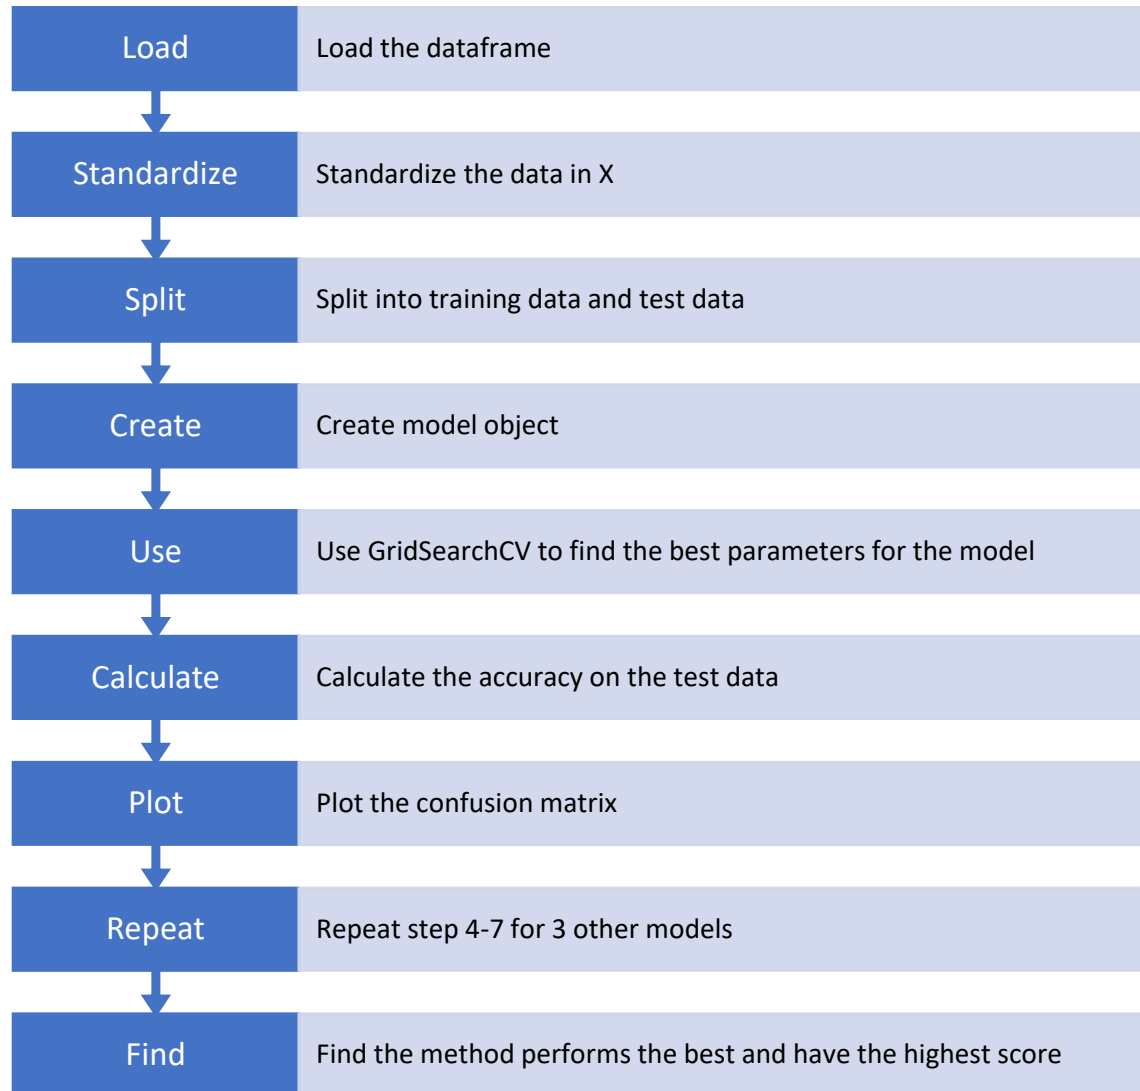 Load
Load the dataframe
Standardize
Standardize the data in X
Split
Split into training data and test data
Create
Create model object
Use
Use GridSearchCV to find the best parameters for the model
Calculate
Calculate the accuracy on the test data
Plot
Plot the confusion matrix
Repeat
Repeat step 4-7 for 3 other models
Find
Find the method performs the best and have the highest score